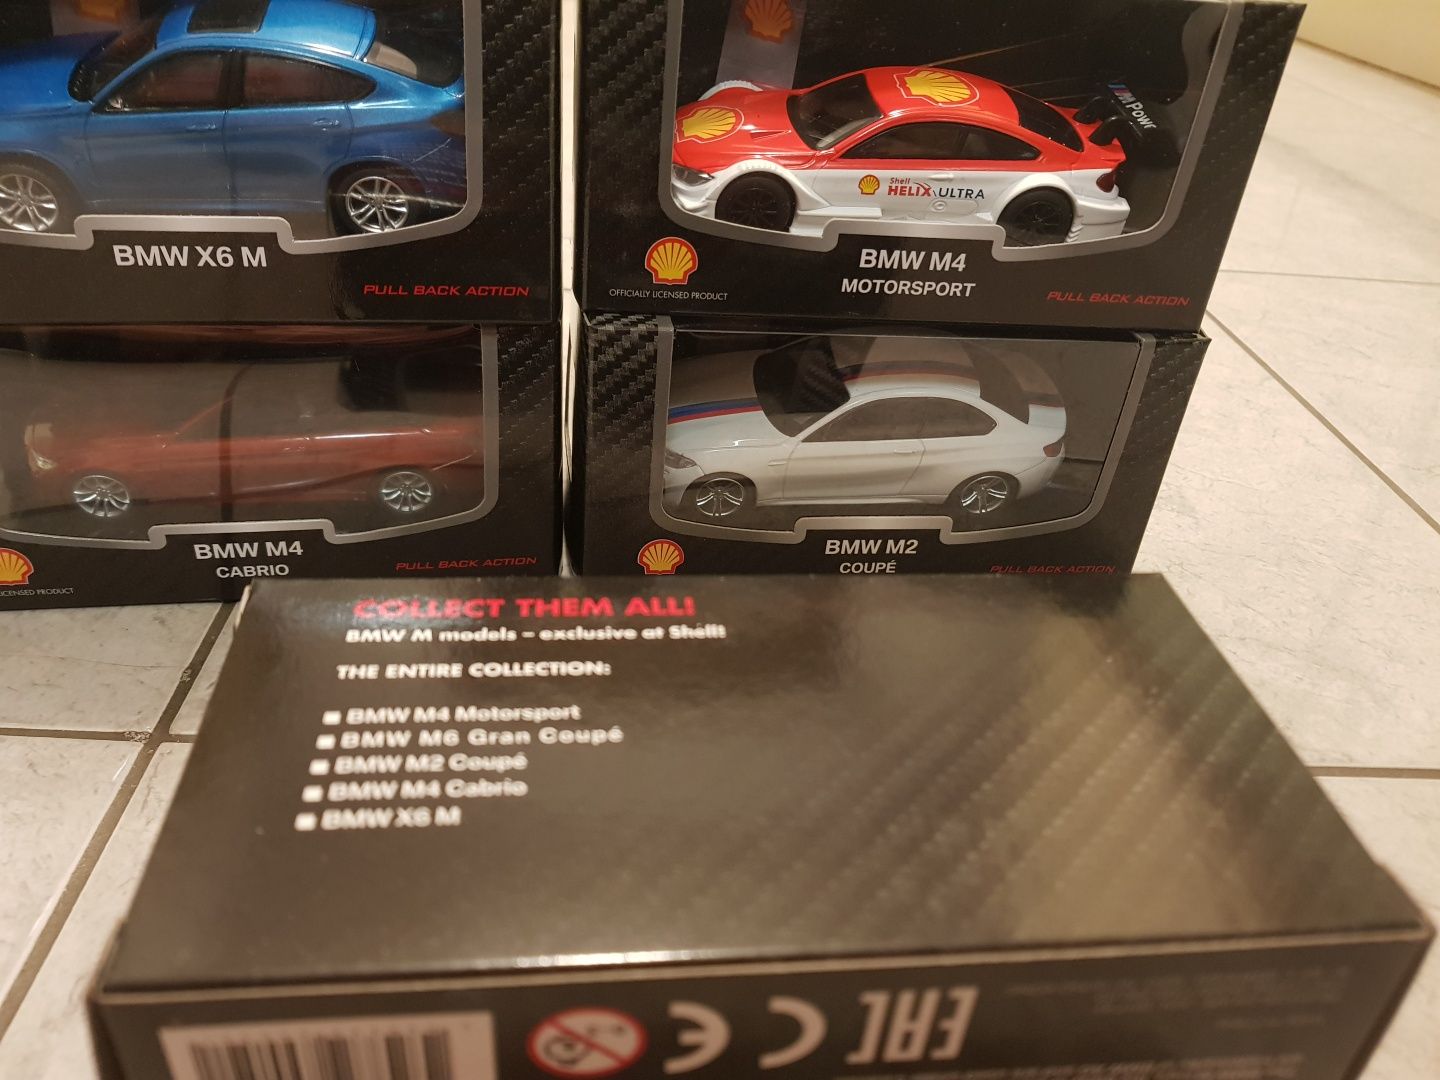 BMW X6 M
PULL BACK ACTION
M Powe
Shell
HELIX ULTRA
BMW M4
MOTORSPORT
OFFICIALLY LICENSED PRODUCT
PULL BACK ACTION
BMW M4
CABRIO
PULL BACK ACTION
LICENSED PRODUCT
BMW M2
COUPÉ
PULL BACK ACTION
COLLECT THEM ALL!
BMW M models – exclusive at Shell!
THE ENTIRE COLLECTION:
BMW M4 Motorsport
BMW M6 Gran Coupé
BMW M2 Coupé
BMW M4 Cabrio
BMW X6 M
CE
EAC